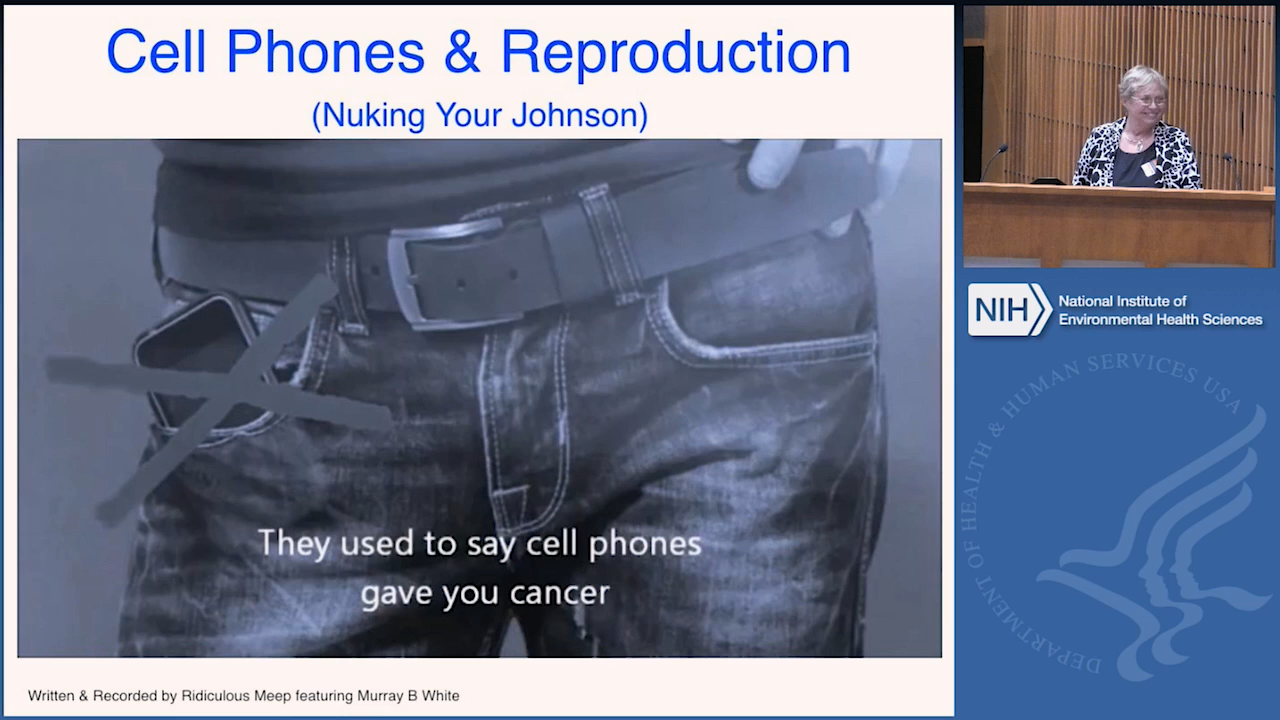 Cell Phones & Reproduction
(Nuking Your Johnson)
They used to say cell phones
gave you cancer
Written & Recorded by Ridiculous Meep featuring Murray B White
NIH
National Institute of
Environmental Health Sciences
DEPARTMENT OF HEALTH & HUMAN SERVICES USA